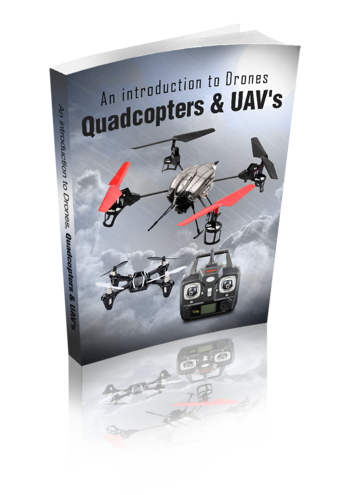 An introduction to Drones
Quadcopters & UAV's
An introduction to Drones, Quadcopters & UAV's